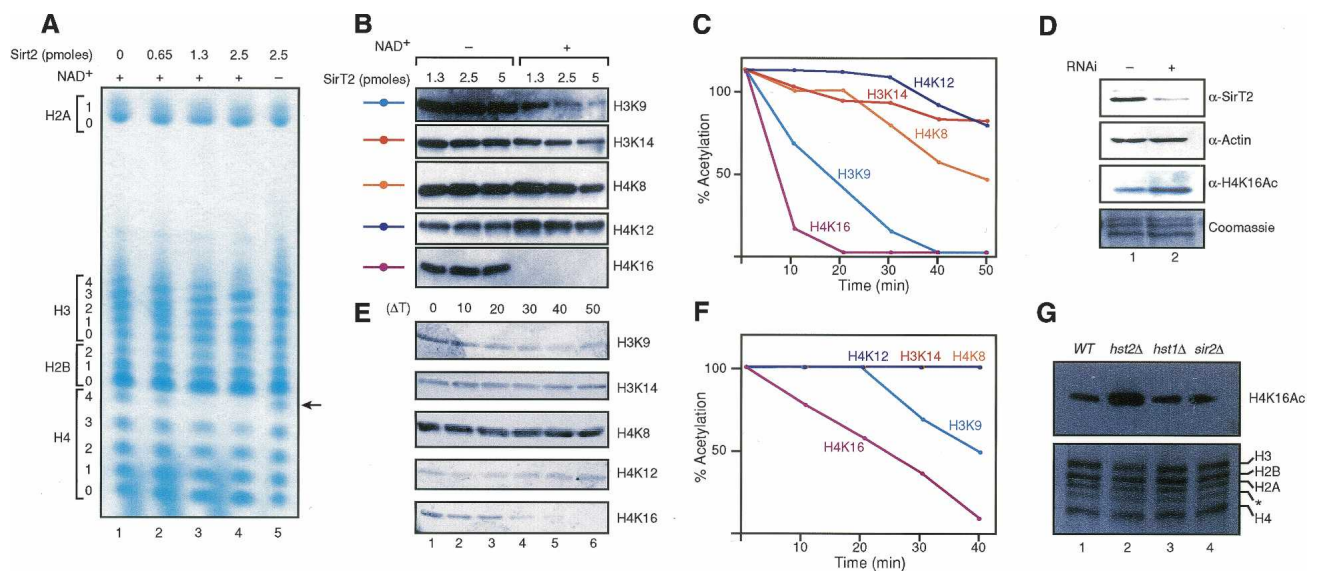 A
Sirt2 (pmoles) 0 0.65 1.3 2.5 2.5
NAD+ + + + + −
H2A
1
0
H3
4
3
2
1
0
H2B
2
1
0
H4
4
3
2
1
0
1 2 3 4 5
B
NAD+ − +
SirT2 (pmoles) 1.3 2.5 5 1.3 2.5 5
H3K9
H3K14
H4K8
H4K12
H4K16
C
% Acetylation
100
50
H4K12
H3K14
H4K8
H3K9
H4K16
10 20 30 40 50
Time (min)
D
RNAi − +
α-SirT2
α-Actin
α-H4K16Ac
Coomassie
1 2
E
(ΔT) 0 10 20 30 40 50
H3K9
H3K14
H4K8
H4K12
H4K16
1 2 3 4 5 6
F
% Acetylation
100
50
H4K12 H3K14 H4K8
H3K9
H4K16
10 20 30 40
Time (min)
G
WT hst2Δ hst1Δ sir2Δ
H4K16Ac
H3
H2B
H2A
*
H4
1 2 3 4